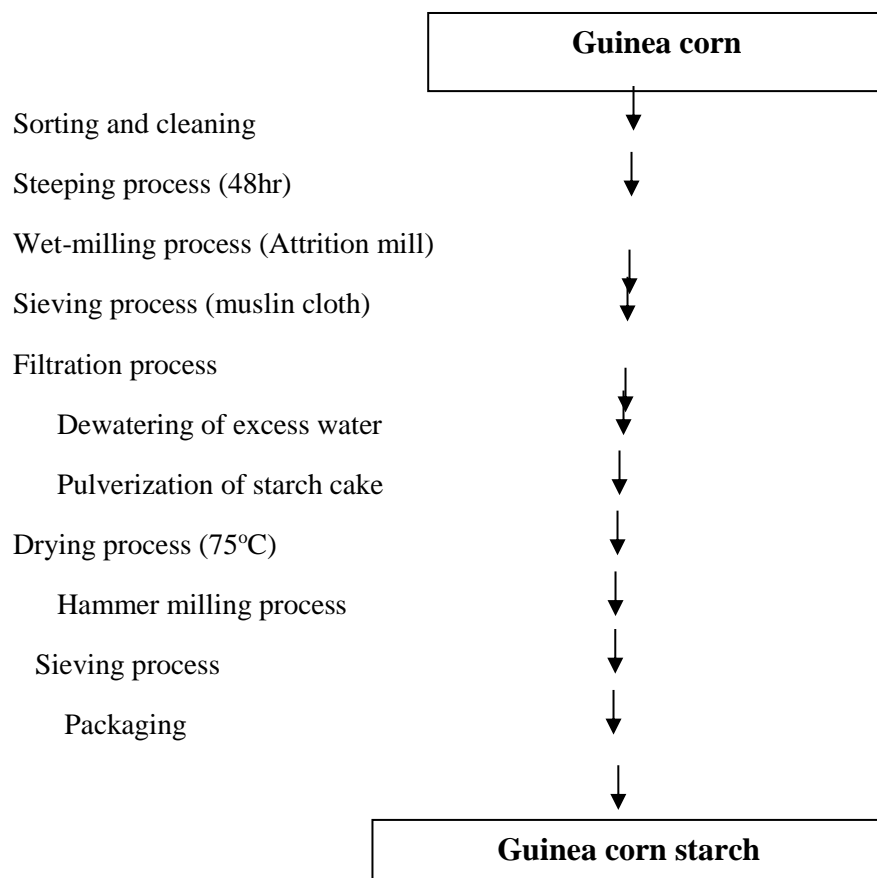 Guinea corn
Sorting and cleaning
Steeping process (48hr)
Wet-milling process (Attrition mill)
Sieving process (muslin cloth)
Filtration process
Dewatering of excess water
Pulverization of starch cake
Drying process (75ºC)
Hammer milling process
Sieving process
Packaging
Guinea corn starch